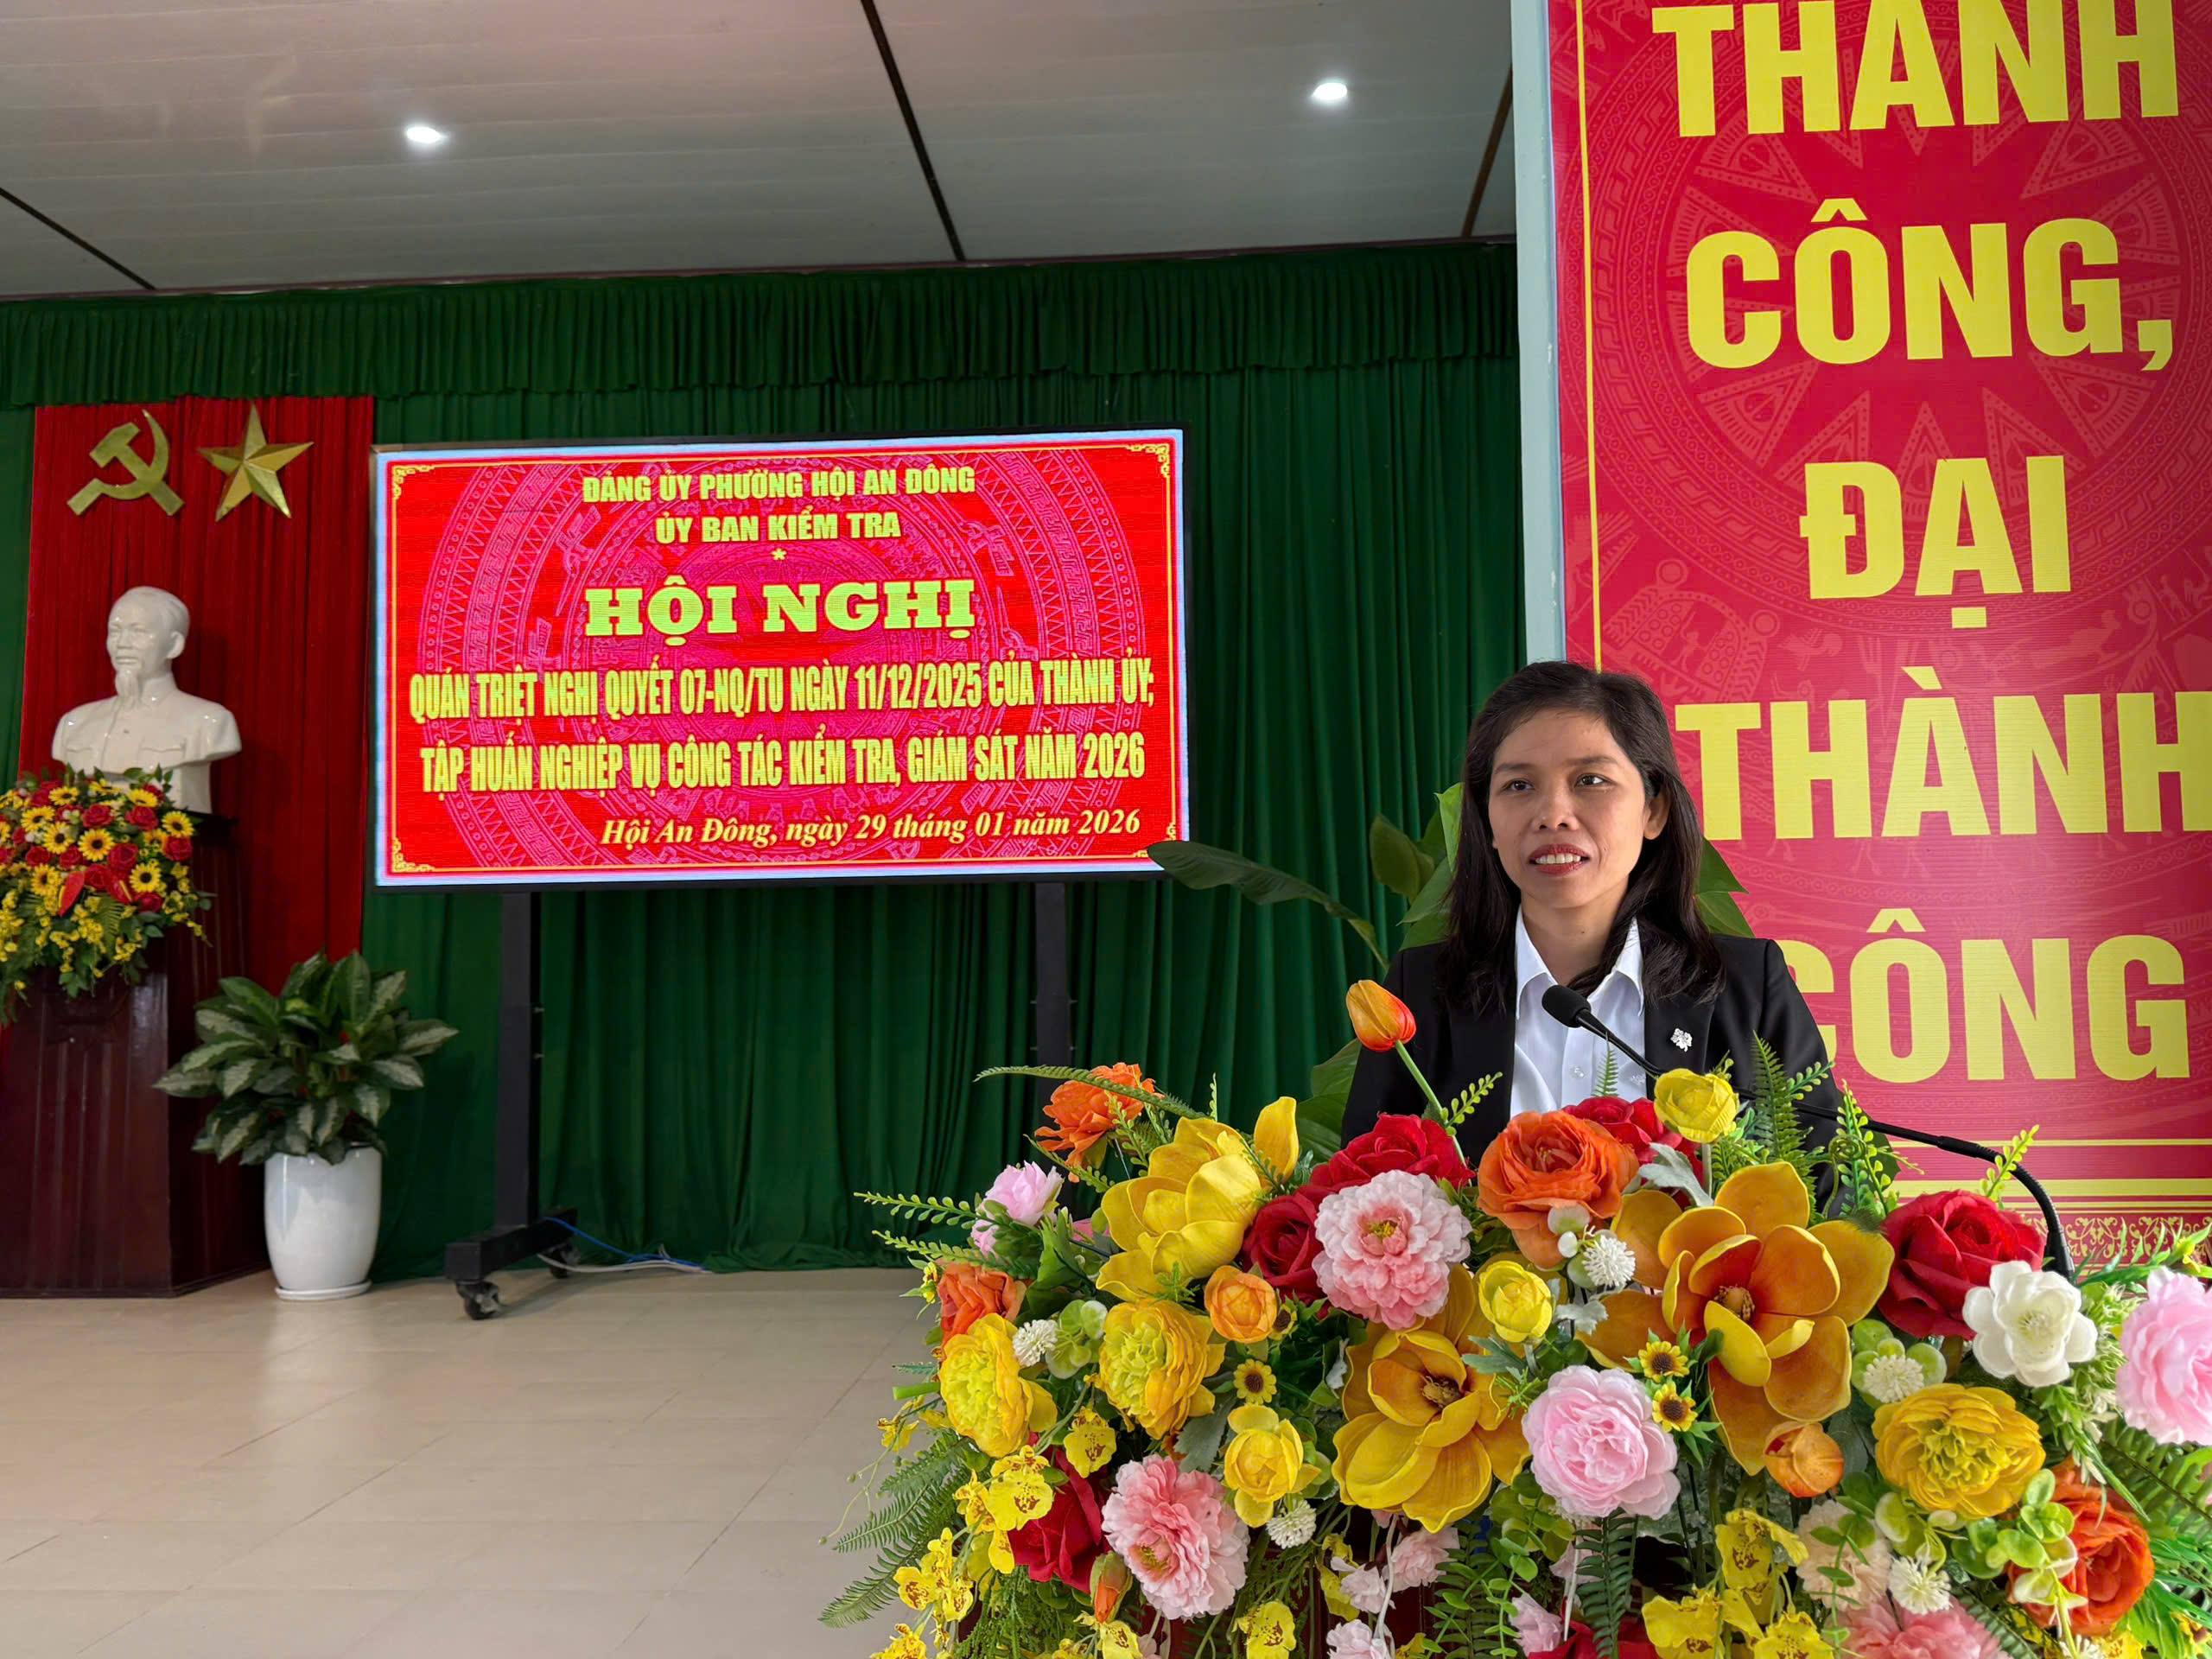 ĐẢNG ỦY PHƯỜNG HỘI AN ĐÔNG
ỦY BAN KIỂM TRA
*
HỘI NGHỊ
QUÁN TRIỆT NGHỊ QUYẾT 07-NQ/TU NGÀY 11/12/2025 CỦA THÀNH ỦY;
TẬP HUẤN NGHIỆP VỤ CÔNG TÁC KIỂM TRA, GIÁM SÁT NĂM 2026
Hội An Đông, ngày 29 tháng 01 năm 2026
THÀNH
CÔNG,
ĐẠI
THÀNH
CÔNG